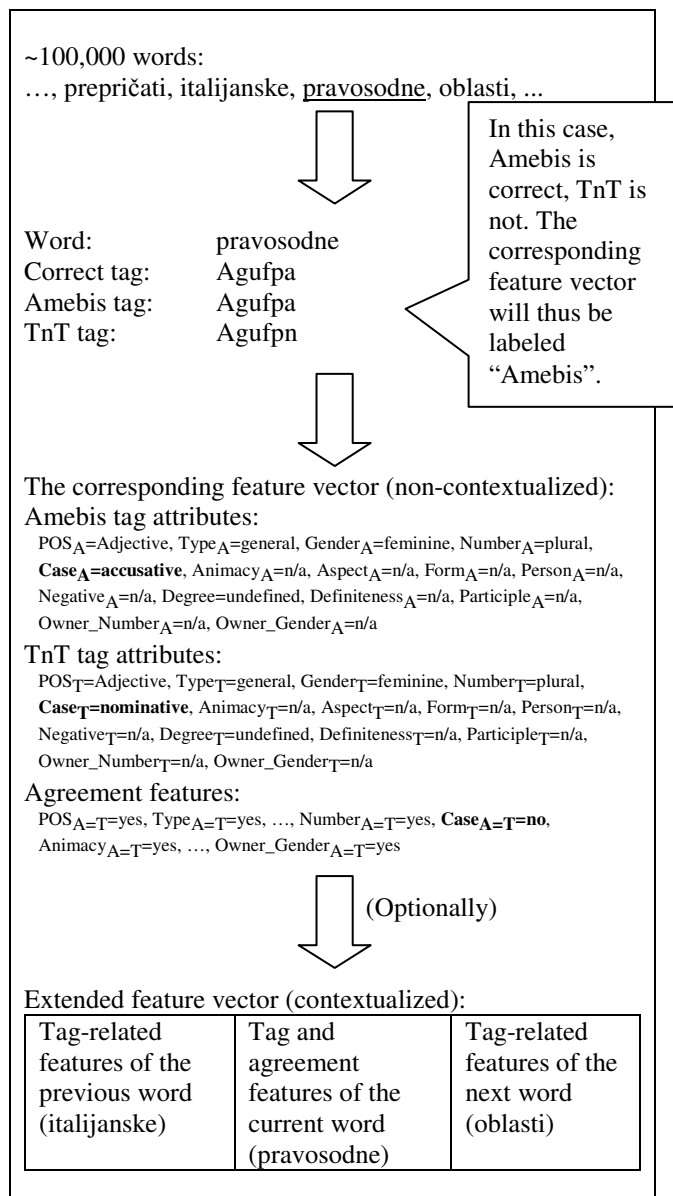 ~100,000 words:
…, prepričati, italijanske, pravosodne, oblasti, ...
In this case,
Amebis is
correct, TnT is
not. The
corresponding
feature vector
will thus be
labeled
“Amebis”.
Word: pravosodne
Correct tag: Agufpa
Amebis tag: Agufpa
TnT tag: Agufpn
The corresponding feature vector (non-contextualized):
Amebis tag attributes:
POSA=Adjective, TypeA=general, GenderA=feminine, NumberA=plural,
CaseA=accusative, AnimacyA=n/a, AspectA=n/a, FormA=n/a, PersonA=n/a,
NegativeA=n/a, Degree=undefined, DefinitenessA=n/a, ParticipleA=n/a,
Owner_NumberA=n/a, Owner_GenderA=n/a
TnT tag attributes:
POST=Adjective, TypeT=general, GenderT=feminine, NumberT=plural,
CaseT=nominative, AnimacyT=n/a, AspectT=n/a, FormT=n/a, PersonT=n/a,
NegativeT=n/a, DegreeT=undefined, DefinitenessT=n/a, ParticipleT=n/a,
Owner_NumberT=n/a, Owner_GenderT=n/a
Agreement features:
POSA=T=yes, TypeA=T=yes, …, NumberA=T=yes, CaseA=T=no,
AnimacyA=T=yes, …, Owner_GenderA=T=yes
(Optionally)
Extended feature vector (contextualized):
Tag-related
features of the
previous word
(italijanske)
Tag and
agreement
features of the
current word
(pravosodne)
Tag-related
features of the
next word
(oblasti)